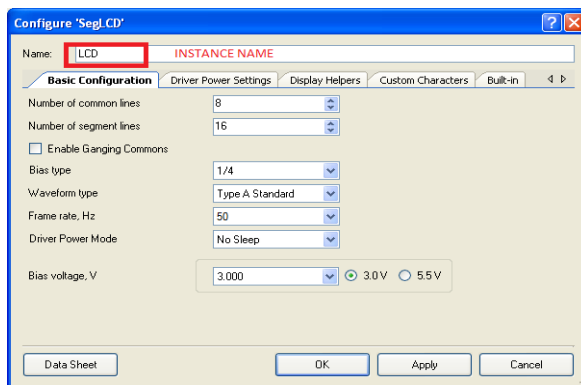 Configure 'SegLCD'
Name: LCD INSTANCE NAME
Basic Configuration Driver Power Settings Display Helpers Custom Characters Built-in
Number of common lines 8
Number of segment lines 16
Enable Ganging Commons
Bias type 1/4
Waveform type Type A Standard
Frame rate, Hz 50
Driver Power Mode No Sleep
Bias voltage, V 3.000 3.0 V 5.5 V
Data Sheet OK Apply Cancel